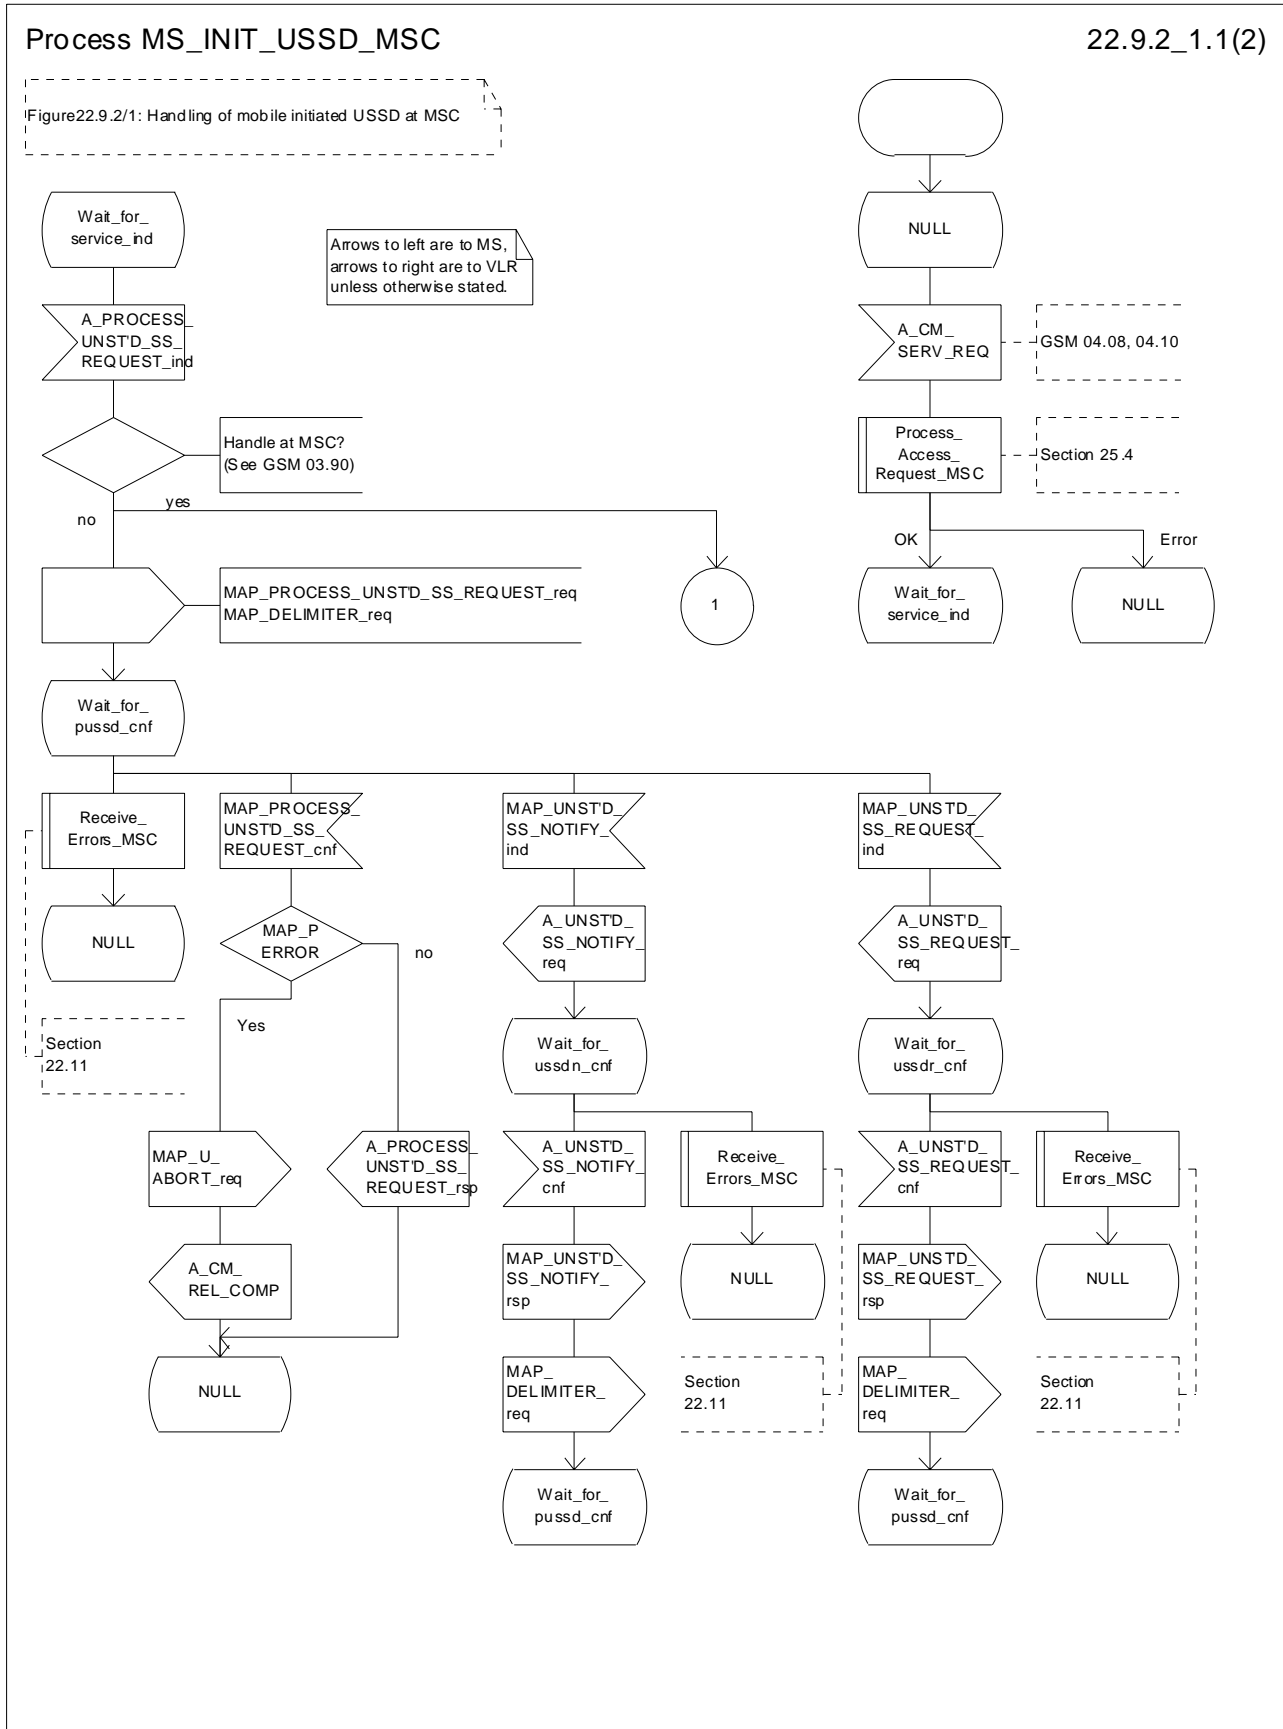 Process MS_INIT_USSD_MSC
22.9.2_1.1(2)
Figure22.9.2/1: Handling of mobile initiated USSD at MSC
Wait_for_
service_ind
Arrows to left are to MS,
arrows to right are to VLR
unless otherwise stated.
NULL
A_PROCESS_
UNST'D_SS_
REQUEST_ind
A_CM_
SERV_REQ
GSM 04.08, 04.10
Handle at MSC?
(See GSM 03.90)
Process_
Access_
Request_MSC
Section 25.4
no
yes
OK
Error
MAP_PROCESS_UNST'D_SS_REQUEST_req
MAP_DELIMITER_req
1
Wait_for_
service_ind
NULL
Wait_for_
pussd_cnf
Receive_
Errors_MSC
MAP_PROCESS_
UNST'D_SS_
REQUEST_cnf
MAP_UNST'D_
SS_NOTIFY_
ind
MAP_UNST'D_
SS_REQUEST_
ind
NULL
MAP_P
ERROR
no
A_UNST'D_
SS_NOTIFY_
req
A_UNST'D_
SS_REQUEST_
req
Yes
Section
22.11
Wait_for_
ussdn_cnf
Wait_for_
ussdr_cnf
MAP_U_
ABORT_req
A_PROCESS_
UNST'D_SS_
REQUEST_rsp
A_UNST'D_
SS_NOTIFY_
cnf
Receive_
Errors_MSC
A_UNST'D_
SS_REQUEST_
cnf
Receive_
Errors_MSC
A_CM_
REL_COMP
MAP_UNST'D_
SS_NOTIFY_
rsp
NULL
MAP_UNST'D_
SS_REQUEST_
rsp
NULL
NULL
MAP_
DELIMITER_
req
Section
22.11
MAP_
DELIMITER_
req
Section
22.11
Wait_for_
pussd_cnf
Wait_for_
pussd_cnf